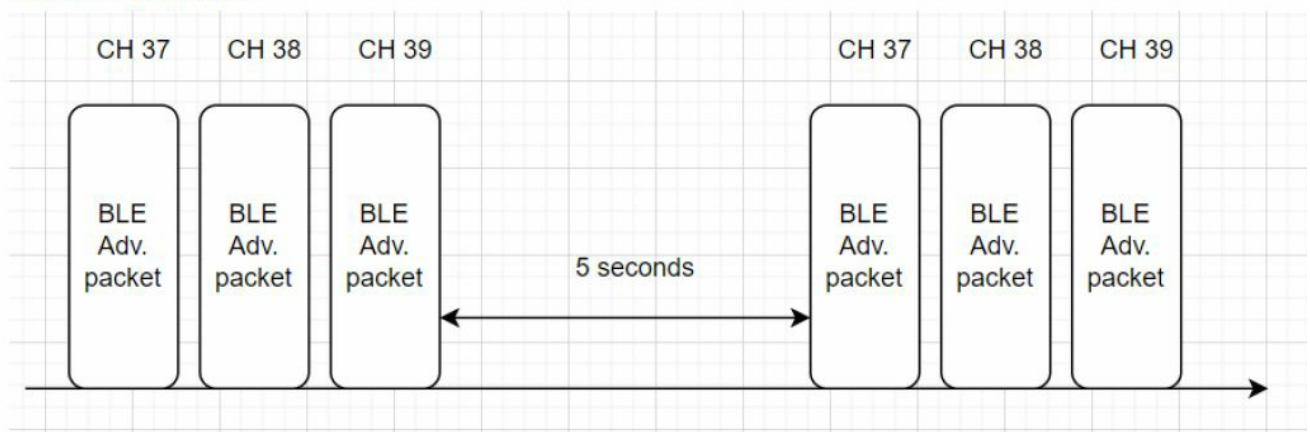 CH 37 CH 38 CH 39 CH 37 CH 38 CH 39
BLE BLE BLE BLE BLE BLE
Adv. Adv. Adv. Adv. Adv. Adv.
packet packet packet packet packet packet
5 seconds